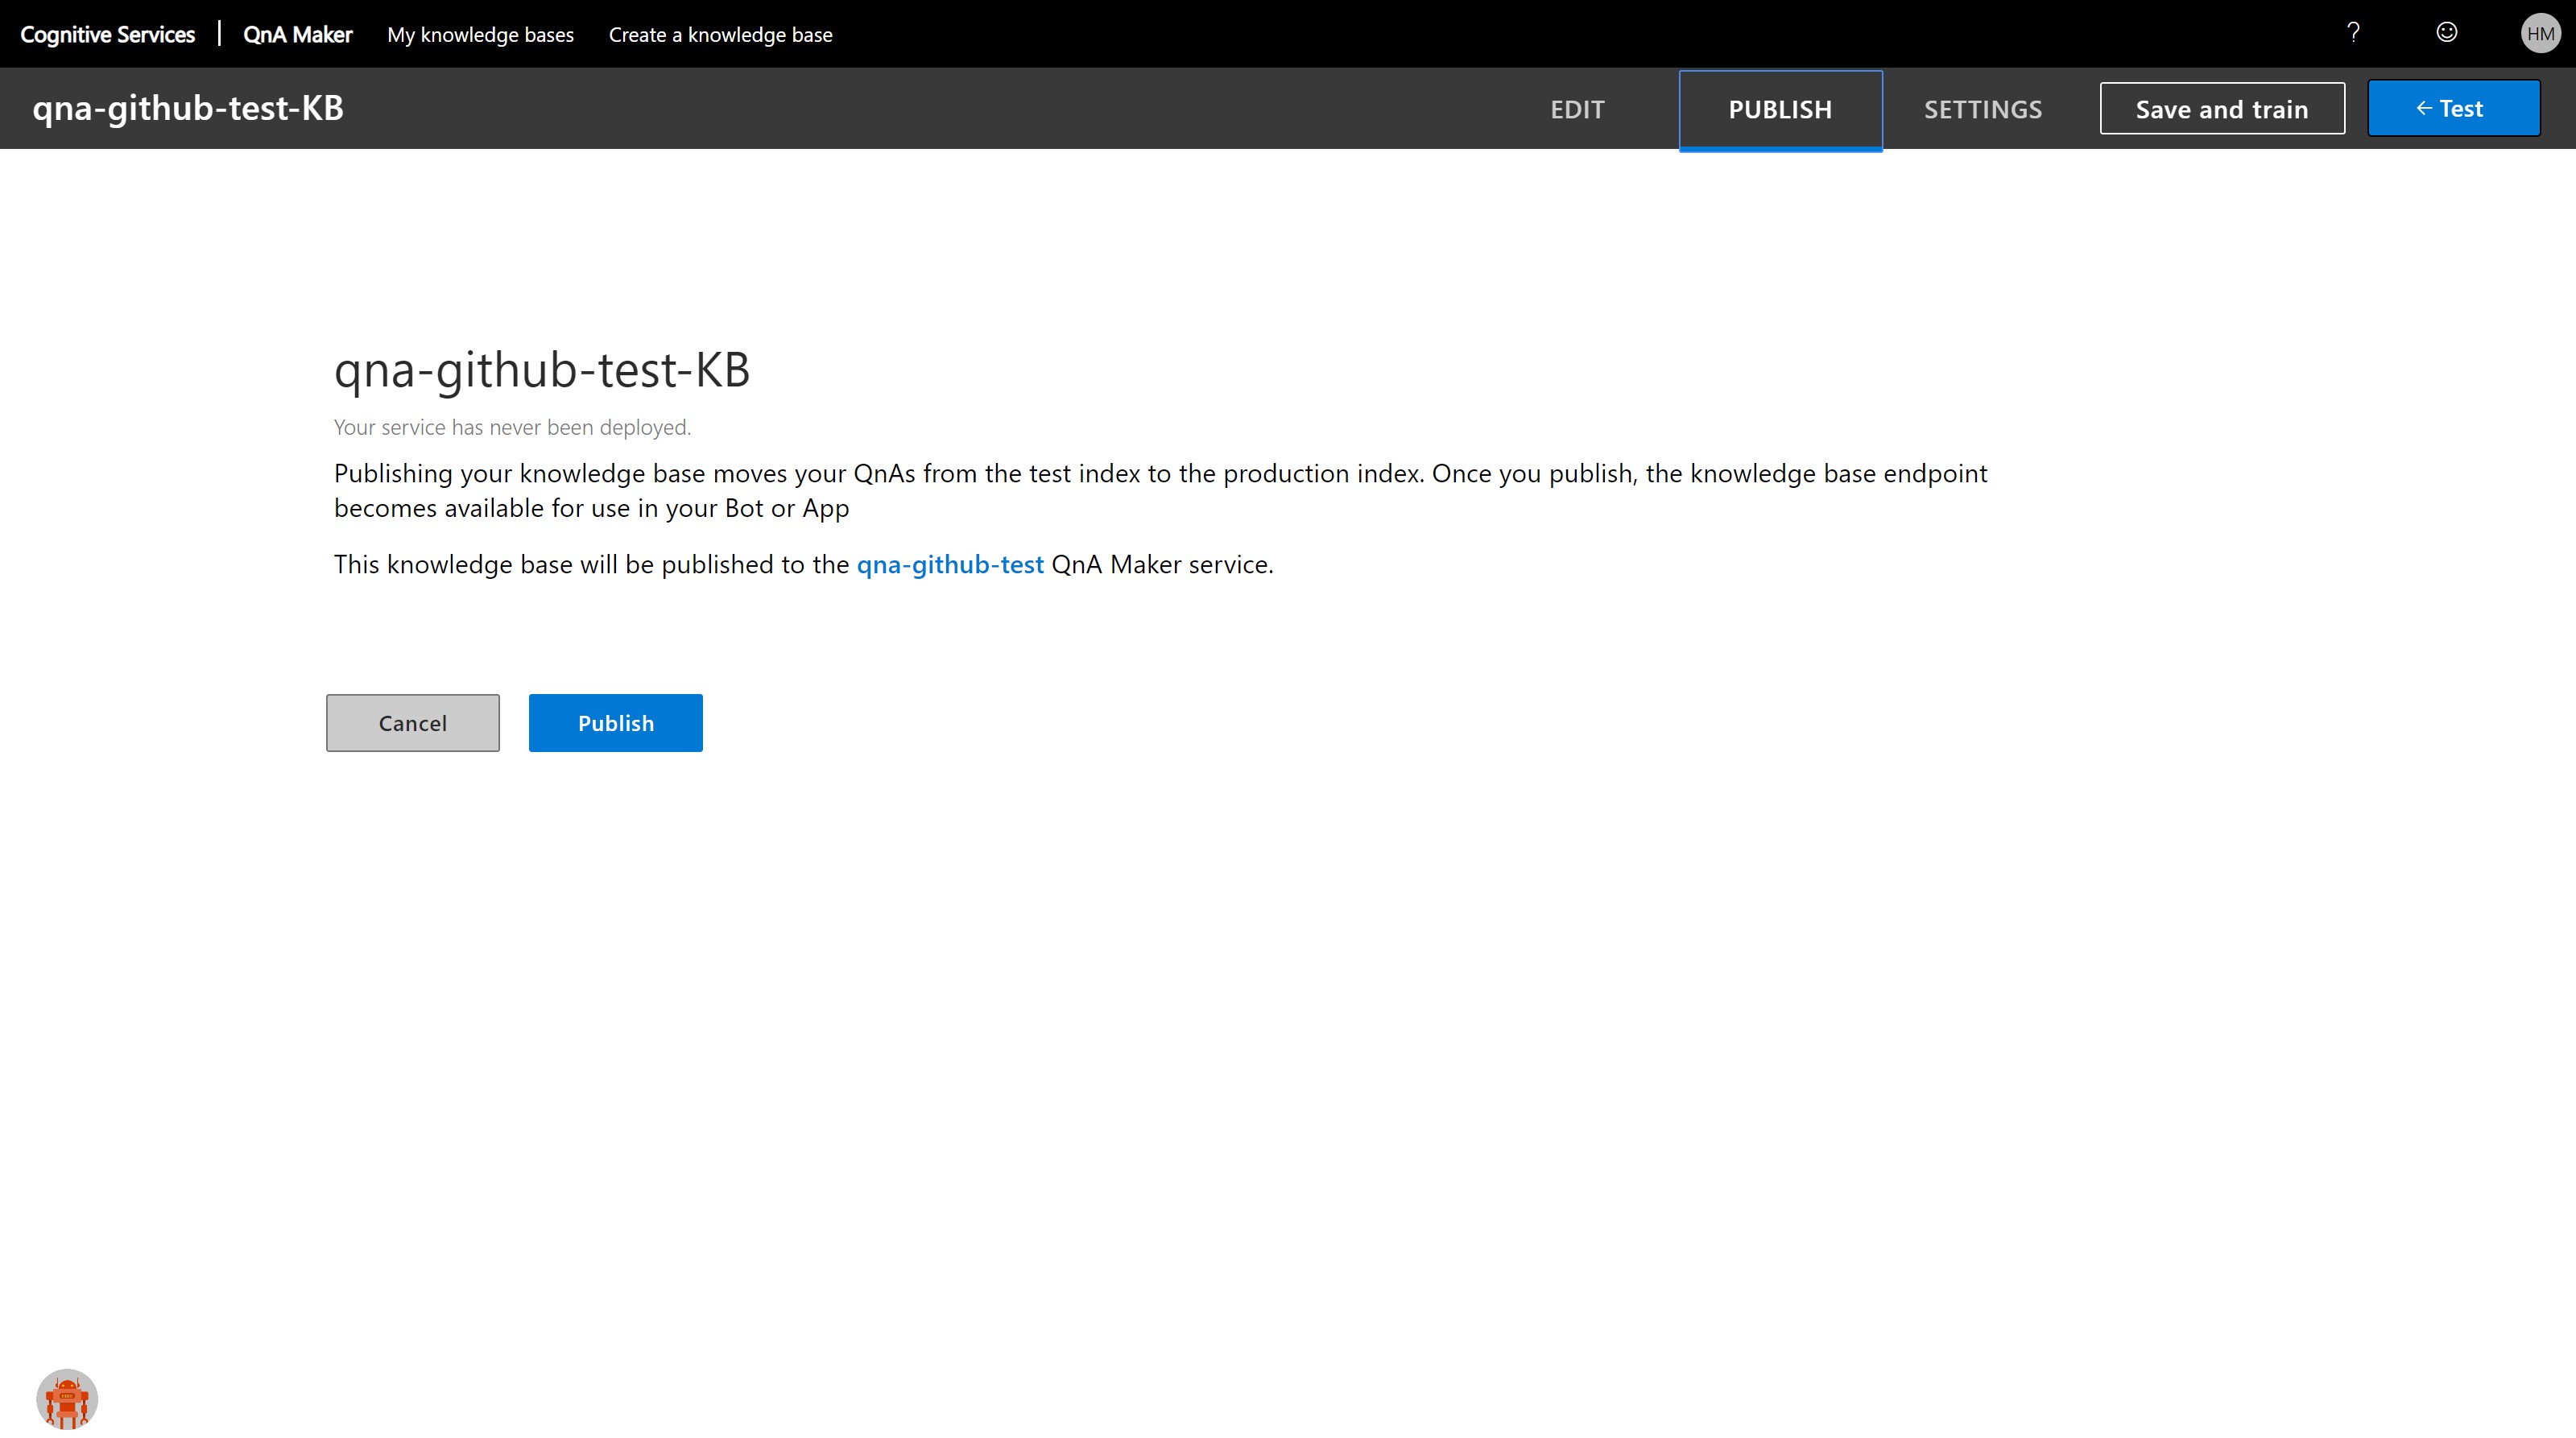 Cognitive Services | QnA Maker My knowledge bases Create a knowledge base ? HM
qna-github-test-KB EDIT PUBLISH SETTINGS Save and train ← Test
qna-github-test-KB
Your service has never been deployed.
Publishing your knowledge base moves your QnAs from the test index to the production index. Once you publish, the knowledge base endpoint
becomes available for use in your Bot or App
This knowledge base will be published to the qna-github-test QnA Maker service.
Cancel Publish